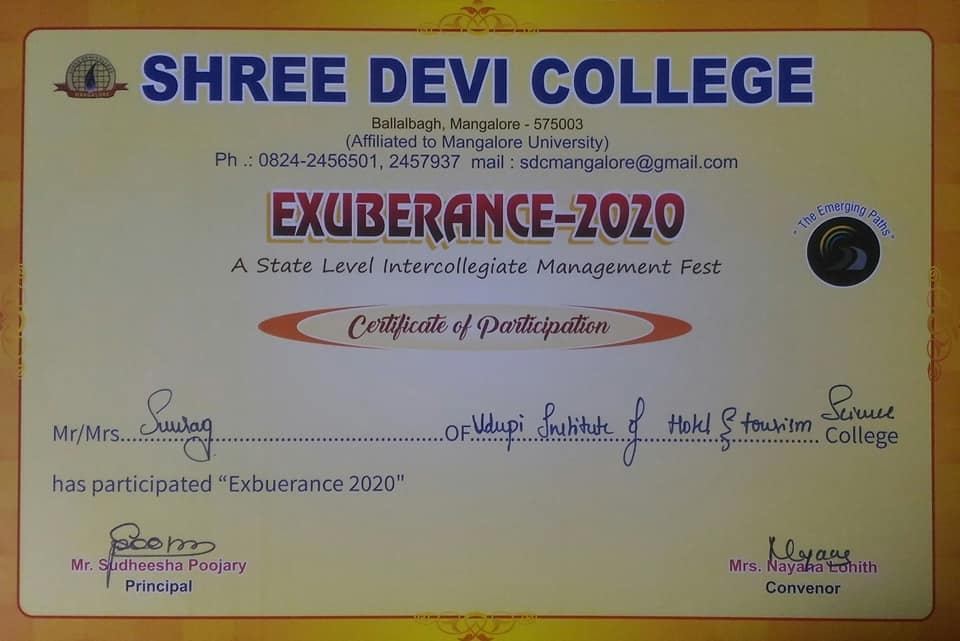 SHREE DEVI COLLEGE
MANGALORE
Ballalbagh, Mangalore - 575003
(Affiliated to Mangalore University)
Ph .: 0824-2456501, 2457937 mail : sdcmangalore@gmail.com
EXUBERANCE-2020
"The Emerging Paths"
A State Level Intercollegiate Management Fest
Certificate of Participation
Mr/Mrs. OF Udupi Institute of Hotel & tourism Science College
has participated “Exbuerance 2020"
Mr. Sudheesha Poojary
Mrs. Nayana Lohith
Principal
Convenor